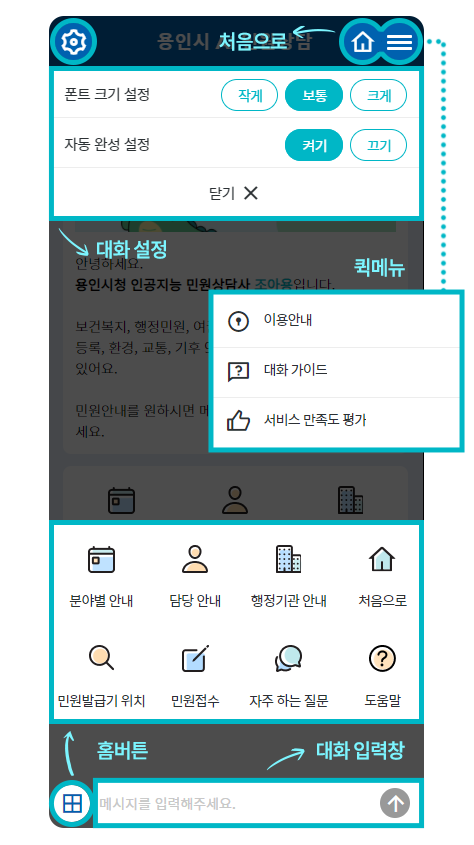 용인시
상담
처음으로
폰트 크기 설정
작게
보통
크게
자동 완성 설정
켜기
끄기
닫기
대화 설정
퀵메뉴
안녕하세요.
용인시청 인공지능 민원상담사 조아용입니다.
보건복지, 행정민원, 여
등록, 환경, 교통, 기후
있어요.
민원안내를 원하시면 메
세요.
이용안내
대화 가이드
서비스 만족도 평가
분야별 안내
담당 안내
행정기관 안내
처음으로
민원발급기 위치
민원접수
자주 하는 질문
도움말
홈버튼
대화 입력창
메시지를 입력해주세요.